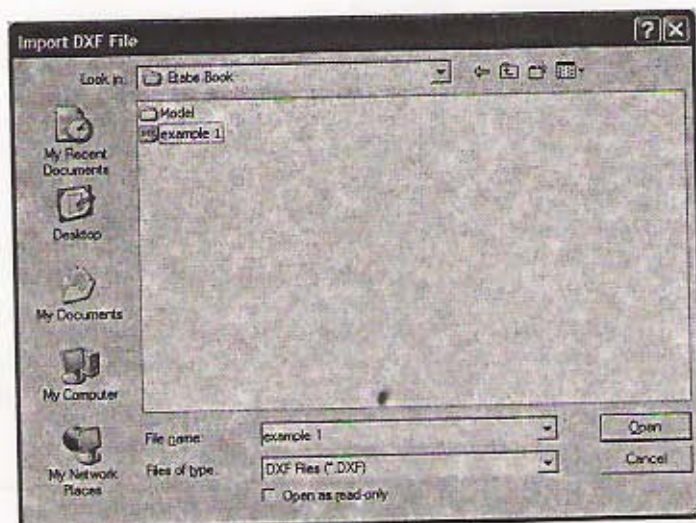 Import DXF File
Look in:
Etabs Book
Model
example 1
My Recent
Documents
Desktop
My Documents
My Computer
My Network
Places
File name:
example 1
Open
Files of type:
DXF Files (*.DXF)
Cancel
Open as read-only